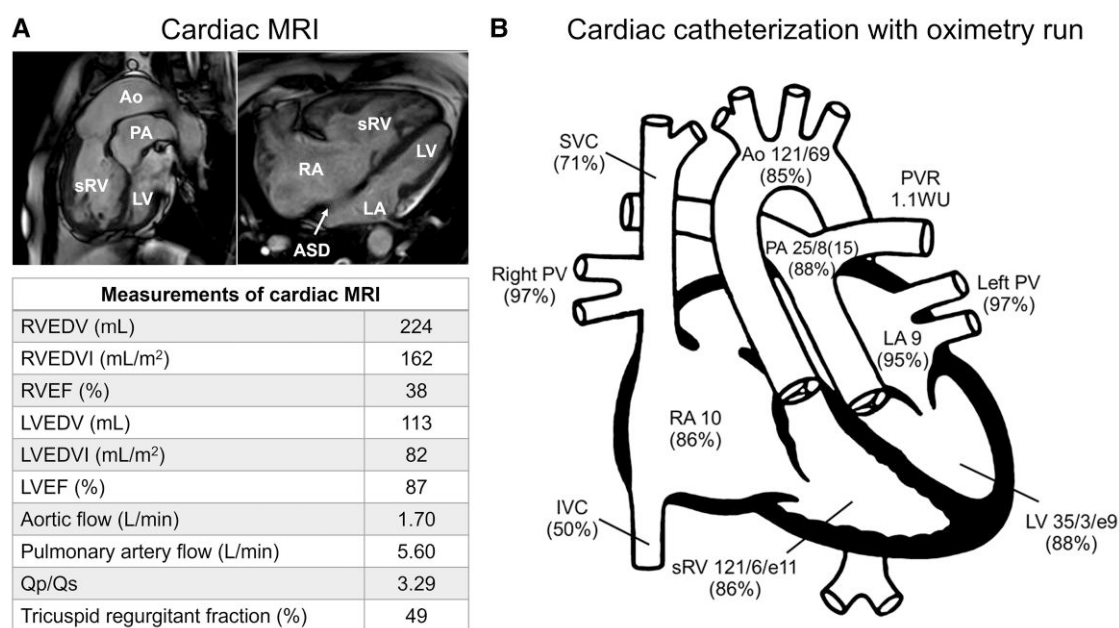 A Cardiac MRI
Ao
PA
sRV
LV
sRV
LV
RA
LA
ASD
Measurements of cardiac MRI
RVEDV (mL) 224
RVEDVI (mL/m²) 162
RVEF (%) 38
LVEDV (mL) 113
LVEDVI (mL/m²) 82
LVEF (%) 87
Aortic flow (L/min) 1.70
Pulmonary artery flow (L/min) 5.60
Qp/Qs 3.29
Tricuspid regurgitant fraction (%) 49
B Cardiac catheterization with oximetry run
SVC
(71%)
Ao 121/69
(85%)
PVR
1.1WU
PA 25/8(15)
(88%)
Right PV
(97%)
Left PV
(97%)
LA 9
(95%)
RA 10
(86%)
IVC
(50%)
sRV 121/6/e11
(86%)
LV 35/3/e9
(88%)